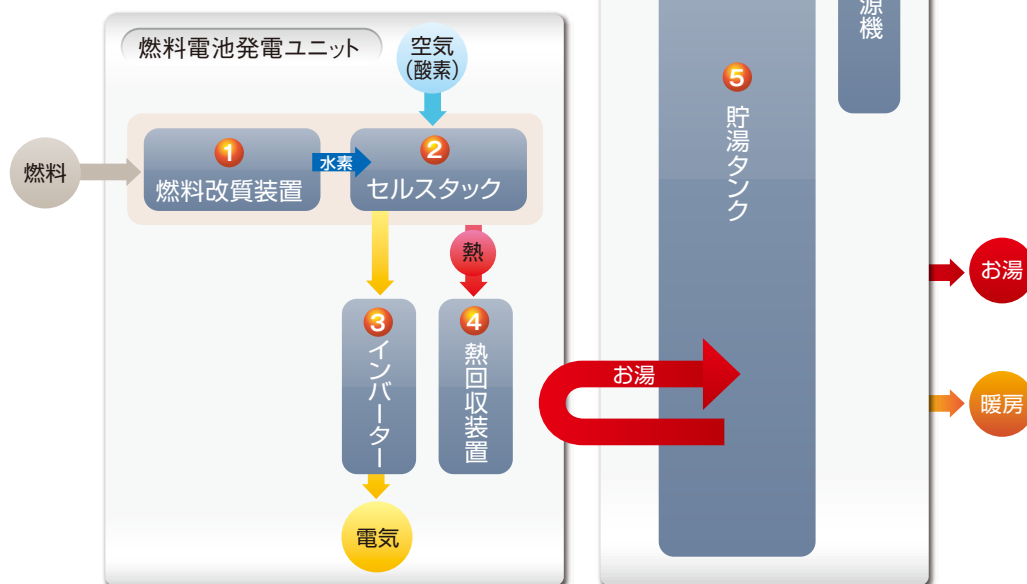 燃料電池発電ユニット
空気
（酸素）
燃料
1
燃料改質装置
水素
2
セルスタック
熱
3
インバーター
4
熱回収装置
電気
お湯
5
貯湯タンク
源機
お湯
暖房